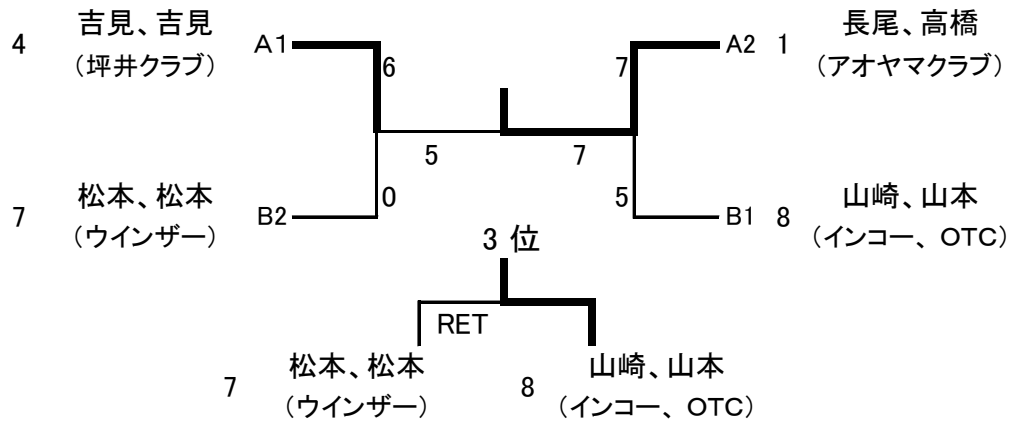 4 吉見、吉見 A1 6 7 A2 1 長尾、高橋
（坪井クラブ） （アオヤマクラブ）
5 7
7 松本、松本 B2 0 5 B1 8 山崎、山本
（ウインザー） （インコー、OTC）
3 位
RET
7 松本、松本 8 山崎、山本
（ウインザー） （インコー、OTC）